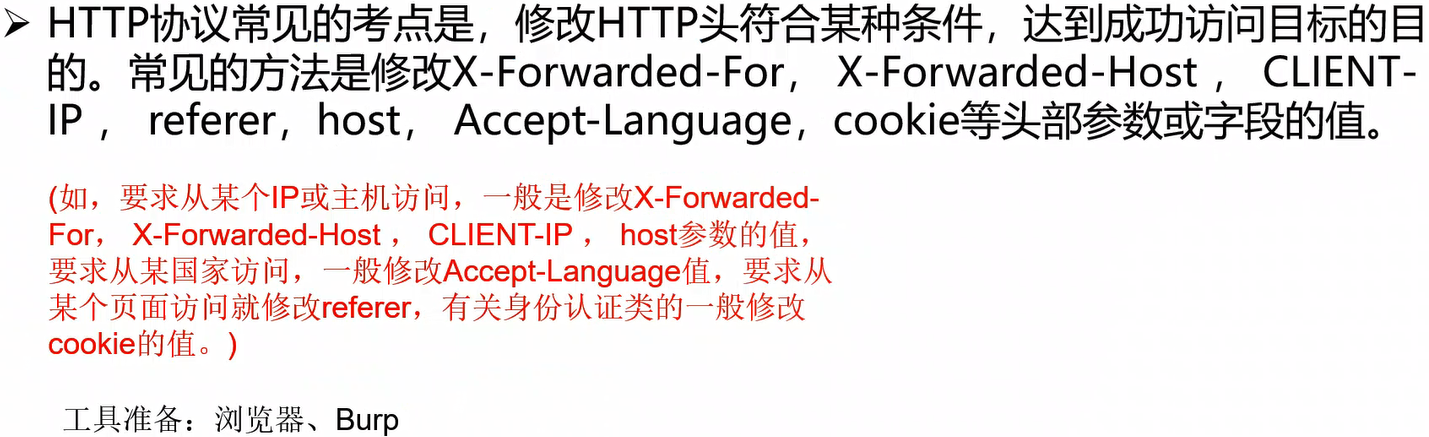 ➢ HTTP协议常见的考点是，修改HTTP头符合某种条件，达到成功访问目标的目
的。常见的方法是修改X-Forwarded-For， X-Forwarded-Host ， CLIENT-
IP ， referer，host， Accept-Language，cookie等头部参数或字段的值。
(如，要求从某个IP或主机访问，一般是修改X-Forwarded-
For， X-Forwarded-Host ， CLIENT-IP ， host参数的值，
要求从某国家访问，一般修改Accept-Language值，要求从
某个页面访问就修改referer，有关身份认证类的一般修改
cookie的值。)
工具准备：浏览器、Burp